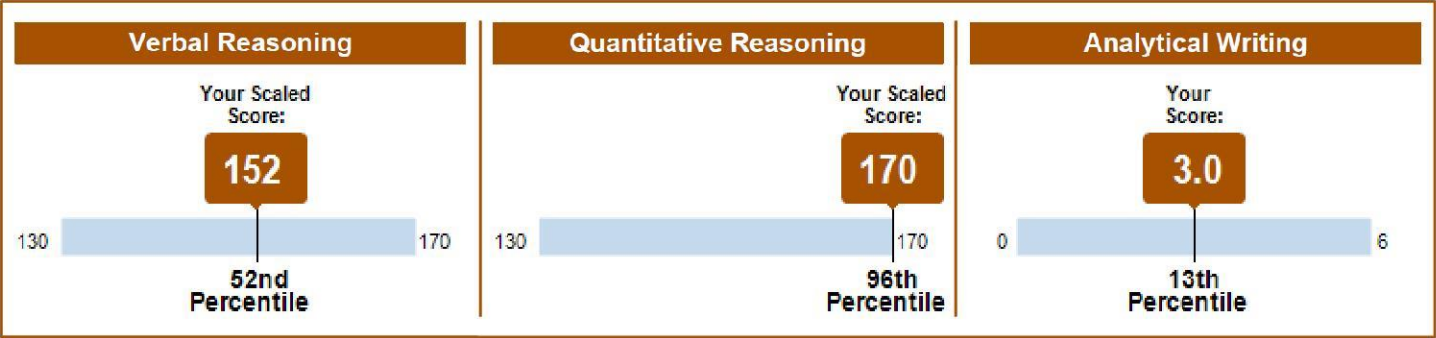 Verbal Reasoning
Your Scaled
Score:
152
130
170
52nd
Percentile
Quantitative Reasoning
Your Scaled
Score:
170
130
170
96th
Percentile
Analytical Writing
Your
Score:
3.0
0
6
13th
Percentile